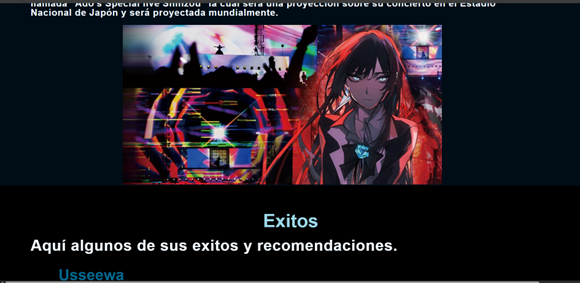 llamada "Ado's Special live Shinzou" la cual será una proyección sobre su concierto en el Estadio
Nacional de Japón y será proyectada mundialmente.
Exitos
Aquí algunos de sus exitos y recomendaciones.
Usseewa